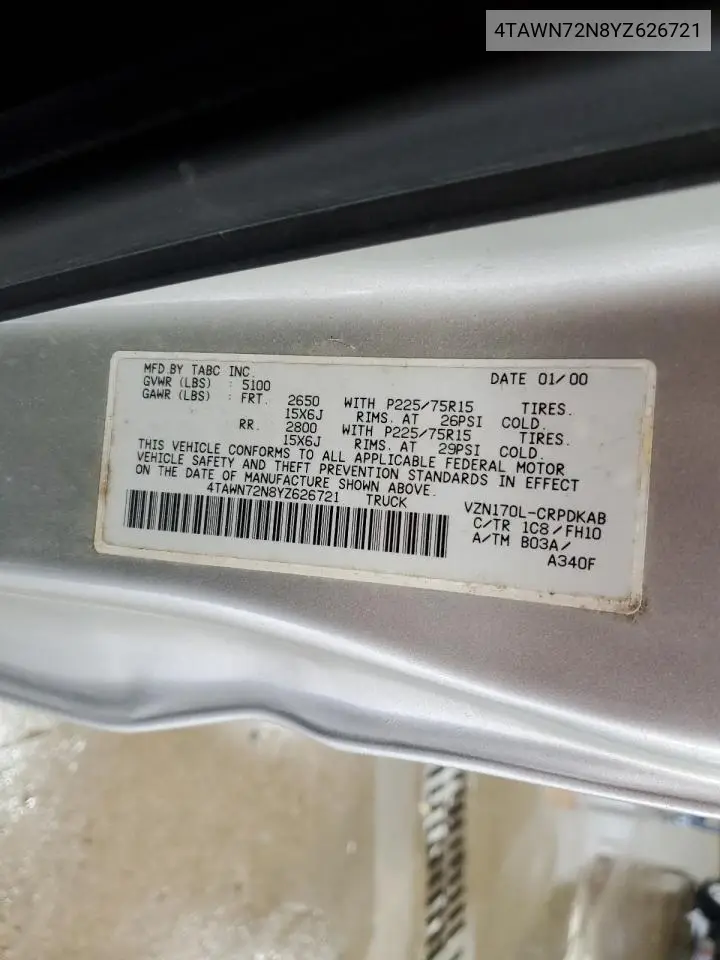 4TAWN72N8YZ626721
MFD.BY TABC INC. DATE 01/00
GVWR (LBS) : 5100
GAWR (LBS) : FRT. 2650 WITH P225/75R15 TIRES.
15X6J RIMS. AT 26PSI COLD.
RR. 2800 WITH P225/75R15 TIRES.
15X6J RIMS. AT 29PSI COLD.
THIS VEHICLE CONFORMS TO ALL APPLICABLE FEDERAL MOTOR
VEHICLE SAFETY AND THEFT PREVENTION STANDARDS IN EFFECT
ON THE DATE OF MANUFACTURE SHOWN ABOVE.
4TAWN72N8YZ626721 TRUCK
VZN170L-CRPDKAB
C/TR 1C8/FH10
A/TM B03A/
A340F